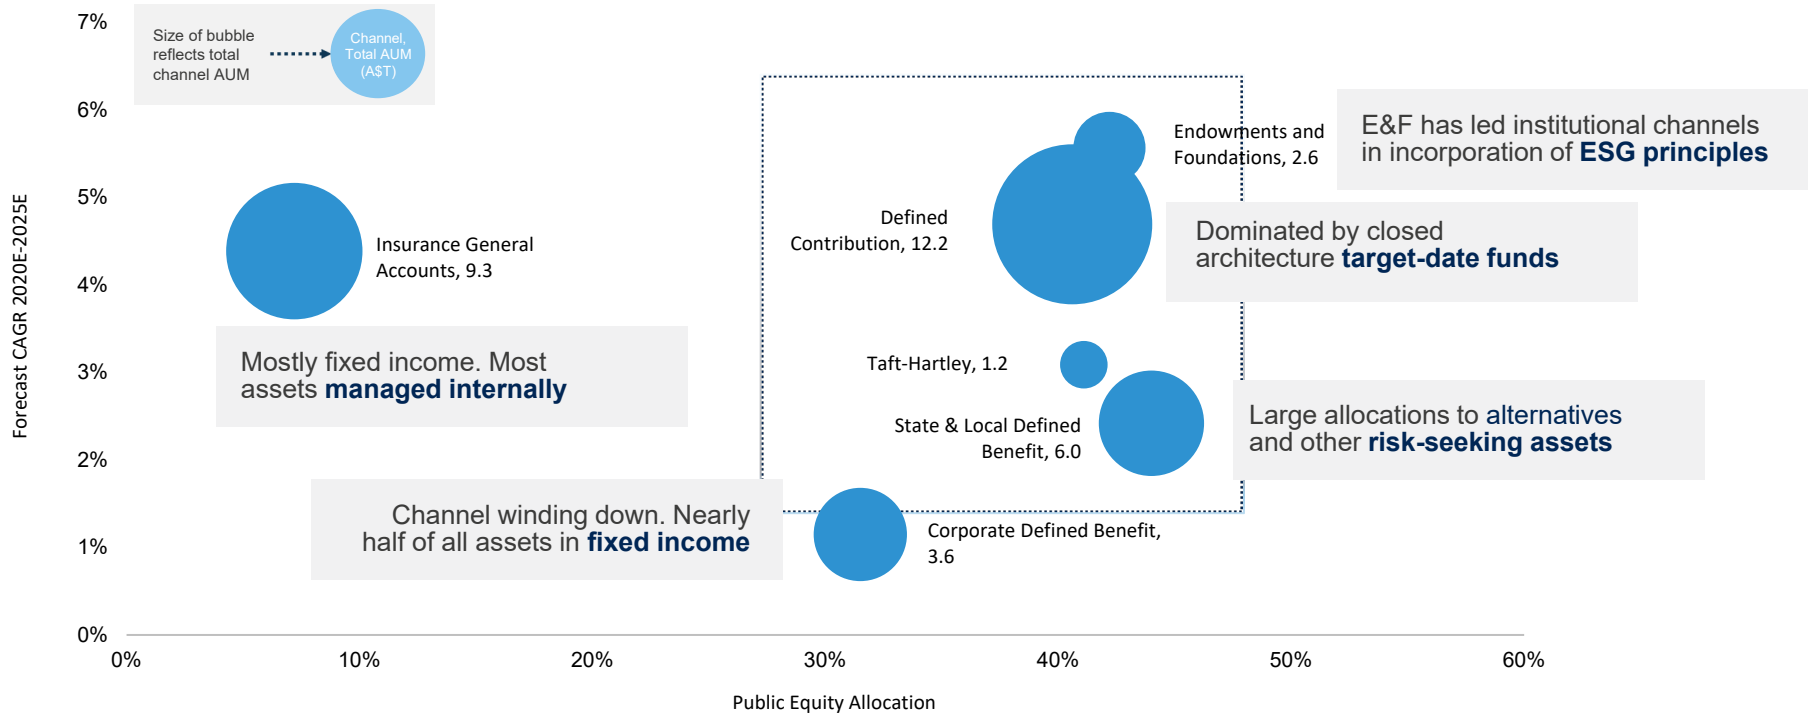 7%
Size of bubble
reflects total
channel AUM
Channel,
Total AUM
(A$T)
6%
Endowments and
Foundations, 2.6
E&F has led institutional channels
in incorporation of ESG principles
5%
Defined
Contribution, 12.2
Dominated by closed
architecture target-date funds
Insurance General
Accounts, 9.3
4%
Forecast CAGR 2020E-2025E
Mostly fixed income. Most
assets managed internally
3%
Taft-Hartley, 1.2
State & Local Defined
Benefit, 6.0
Large allocations to alternatives
and other risk-seeking assets
2%
Channel winding down. Nearly
half of all assets in fixed income
Corporate Defined Benefit,
3.6
1%
0%
0%
10%
20%
30%
40%
50%
60%
Public Equity Allocation